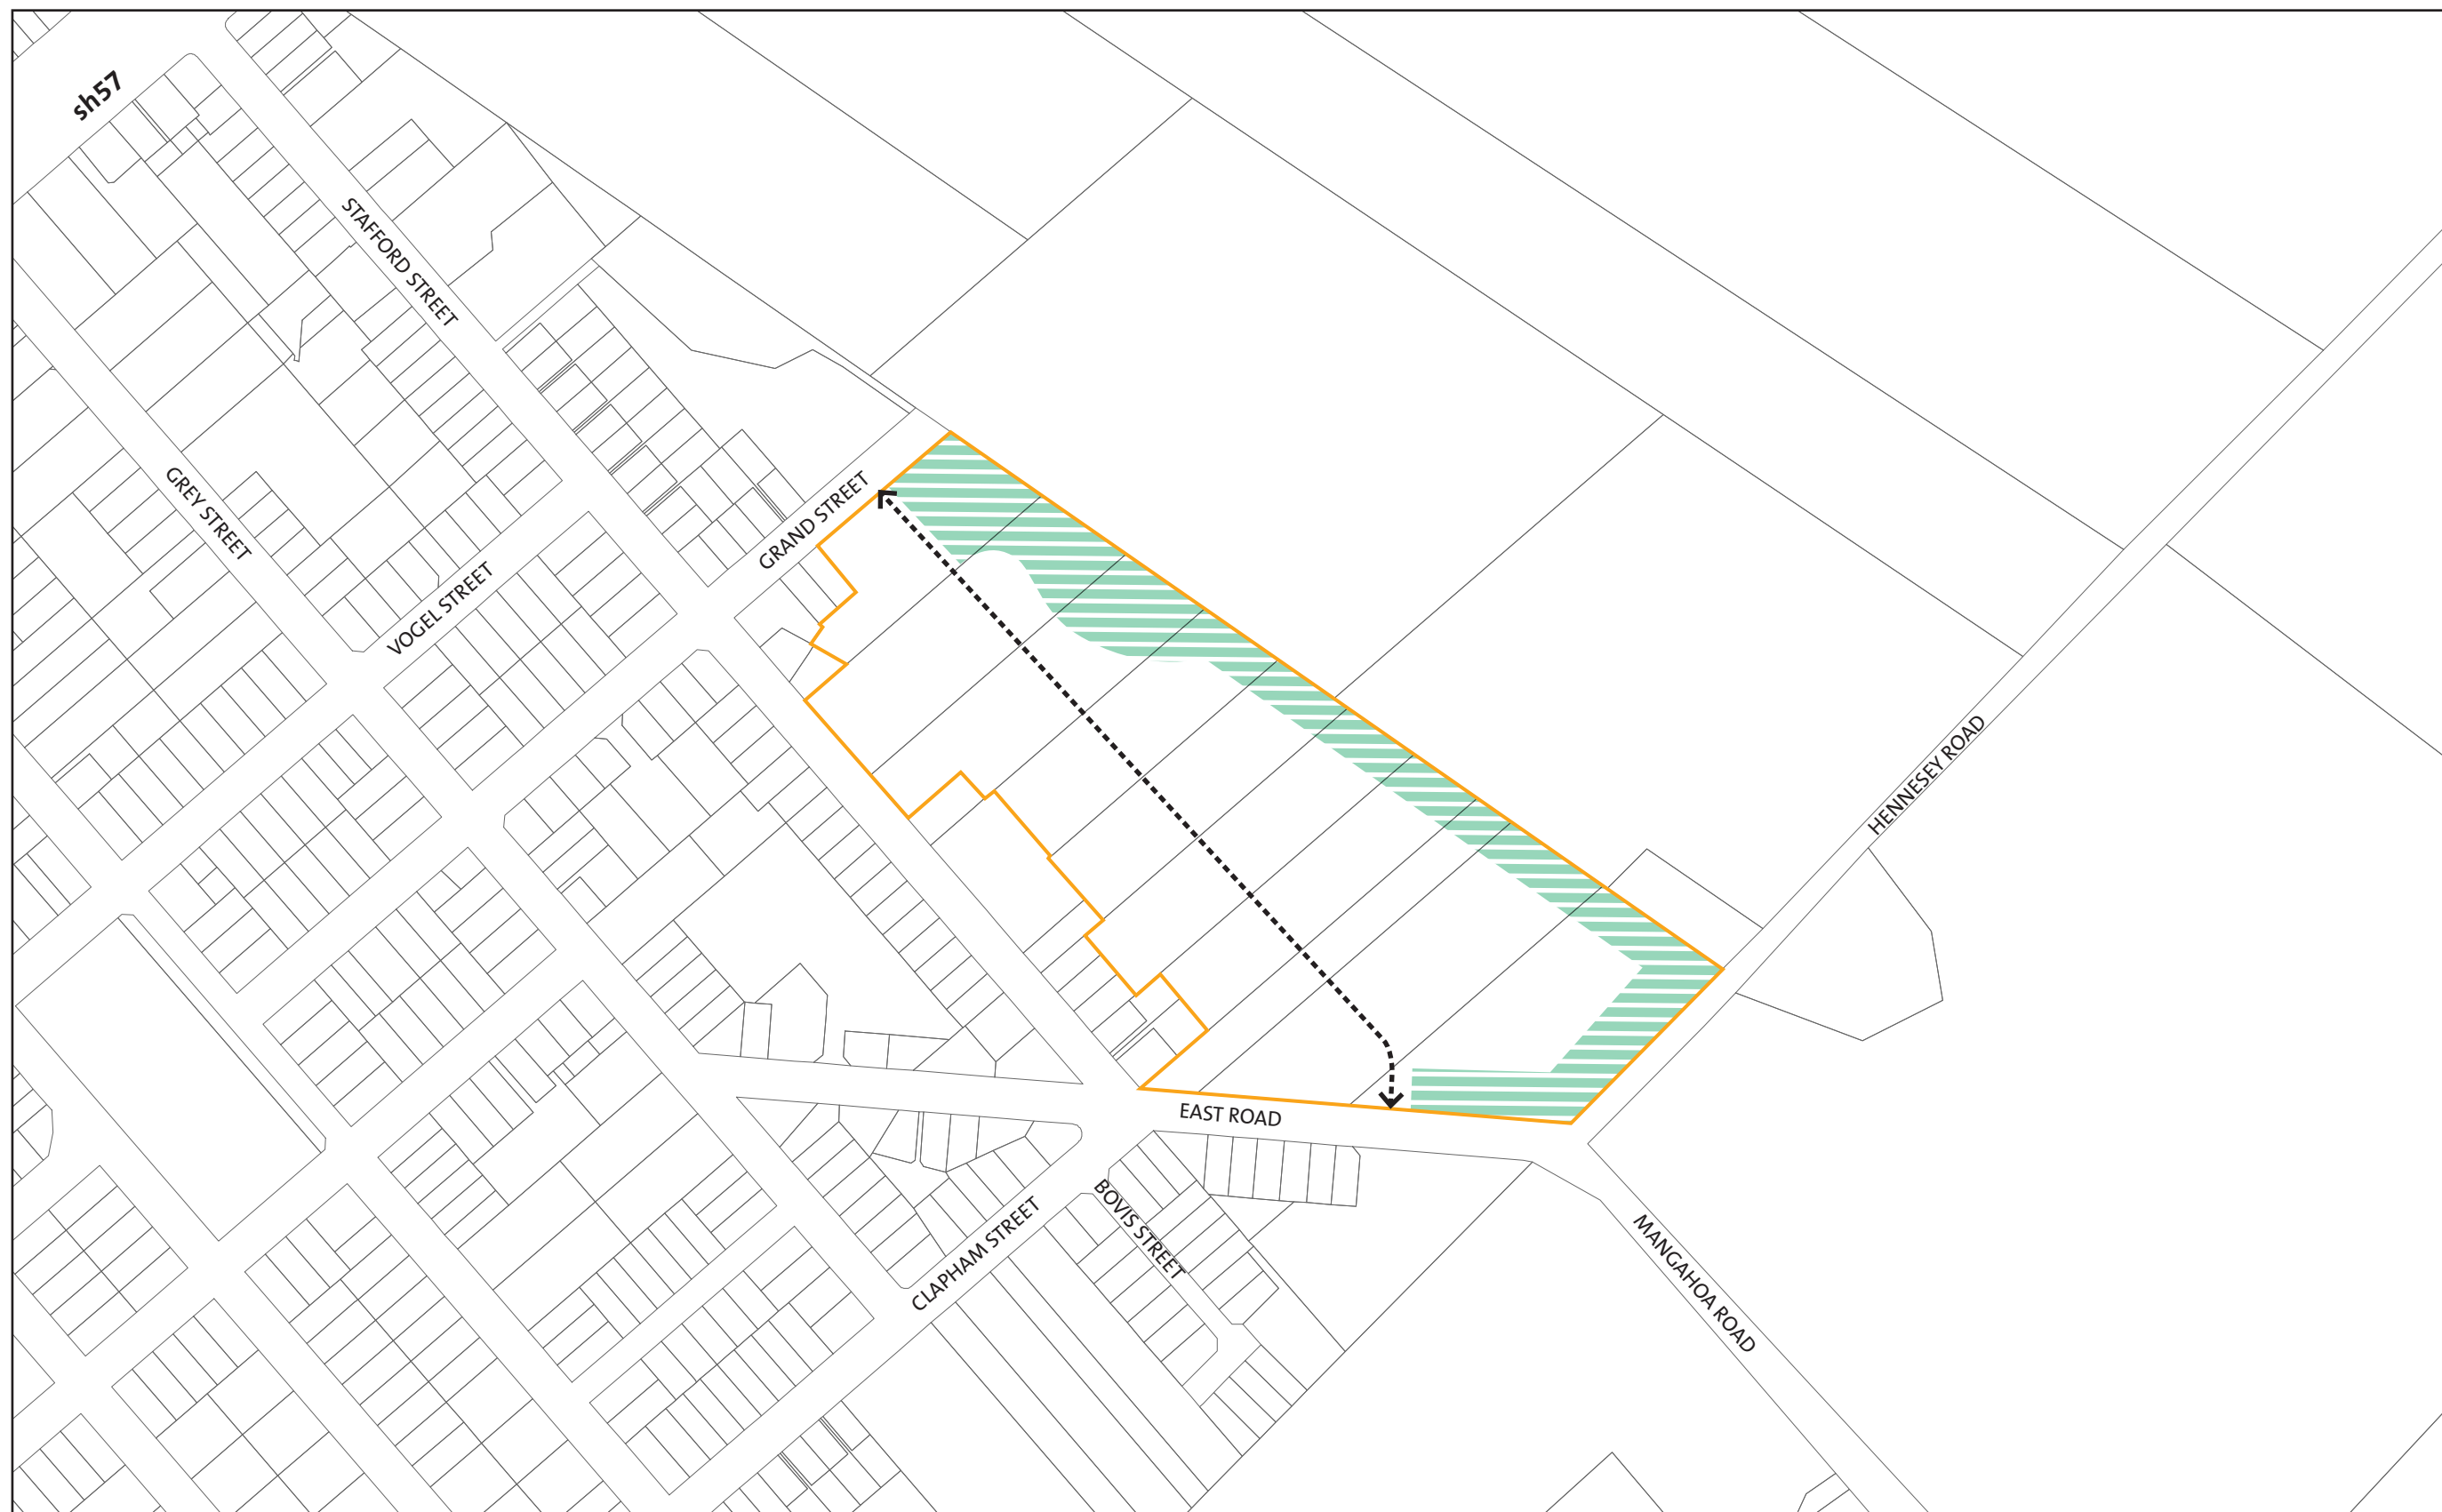 sh57
STAFFORD STREET
GREY STREET
GRAND STREET
VOGEL STREET
HENNESEY ROAD
EAST ROAD
BOVIS STREET
CLAPHAM STREET
MANGAHOA ROAD